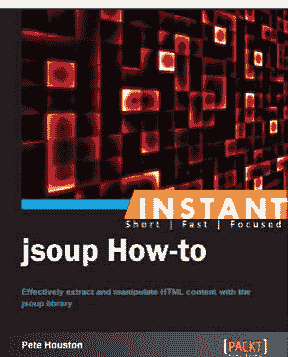 INSTANT
Short | Fast | Focused
jsoup How-to
Effectively extract and manipulate HTML content with the
jsoup library
Pete Houston
[PACKT]